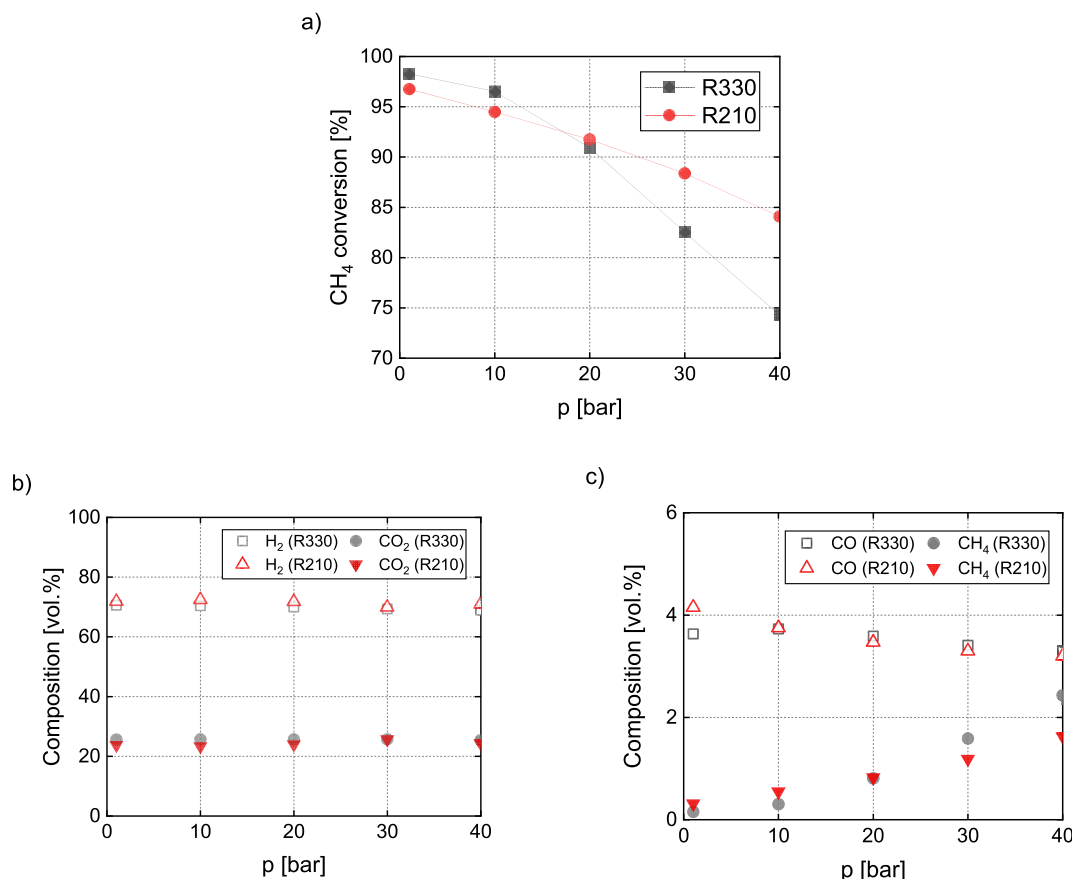 a)
100
95
90
85
80
75
70
CH₄ conversion [%]
R330
R210
0 10 20 30 40
p [bar]
b)
100
80
60
40
20
0
Composition [vol.%]
H₂ (R330) CO₂ (R330)
H₂ (R210) CO₂ (R210)
0 10 20 30 40
p [bar]
c)
6
4
2
0
Composition [vol.%]
CO (R330) CH₄ (R330)
CO (R210) CH₄ (R210)
0 10 20 30 40
p [bar]